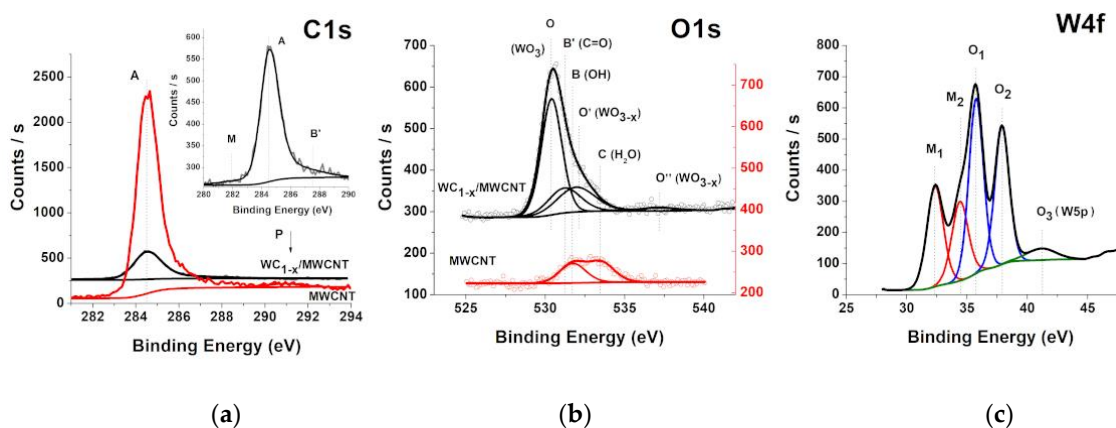 C1s
A
Counts / s
2500
2000
1500
1000
500
0
282 284 286 288 290 292 294
Binding Energy (eV)
P
WC1-x/MWCNT
MWCNT
600
550
500
450
400
350
300
Counts / s
A
M
B'
280 282 284 286 288 290
Binding Energy (eV)
(a)
O1s
O
(WO3)
B' (C=O)
B (OH)
O' (WO3-x)
C (H2O)
O'' (WO3-x)
WC1-x/MWCNT
MWCNT
Counts / s
700
600
500
400
300
200
100
750
700
650
600
550
500
450
400
300
200
525 530 535 540
Binding Energy (eV)
(b)
W4f
O1
M2
O2
M1
O3 (W5p)
Counts / s
800
700
600
500
400
300
200
100
0
25 30 35 40 45
Binding Energy (eV)
(c)